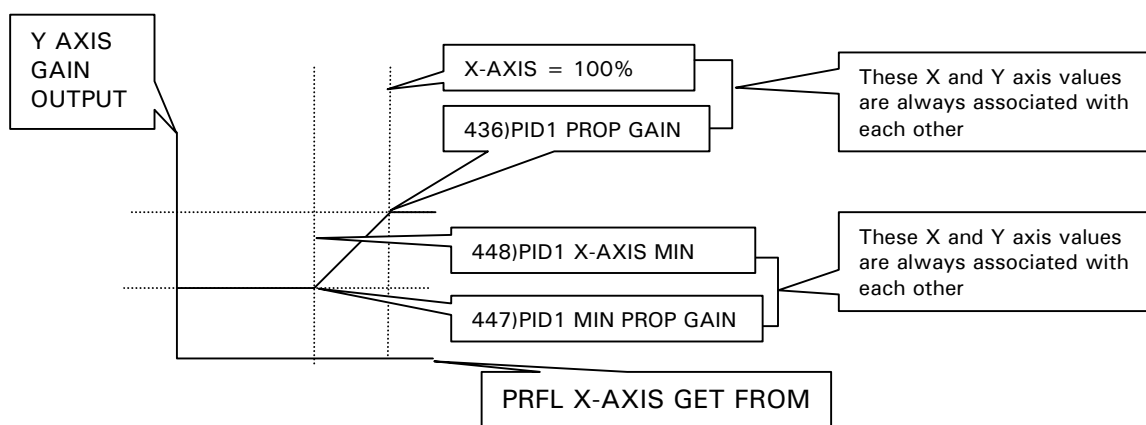 Y AXIS
GAIN
OUTPUT
X-AXIS = 100%
436)PID1 PROP GAIN
These X and Y axis values
are always associated with
each other
448)PID1 X-AXIS MIN
447)PID1 MIN PROP GAIN
These X and Y axis values
are always associated with
each other
PRFL X-AXIS GET FROM